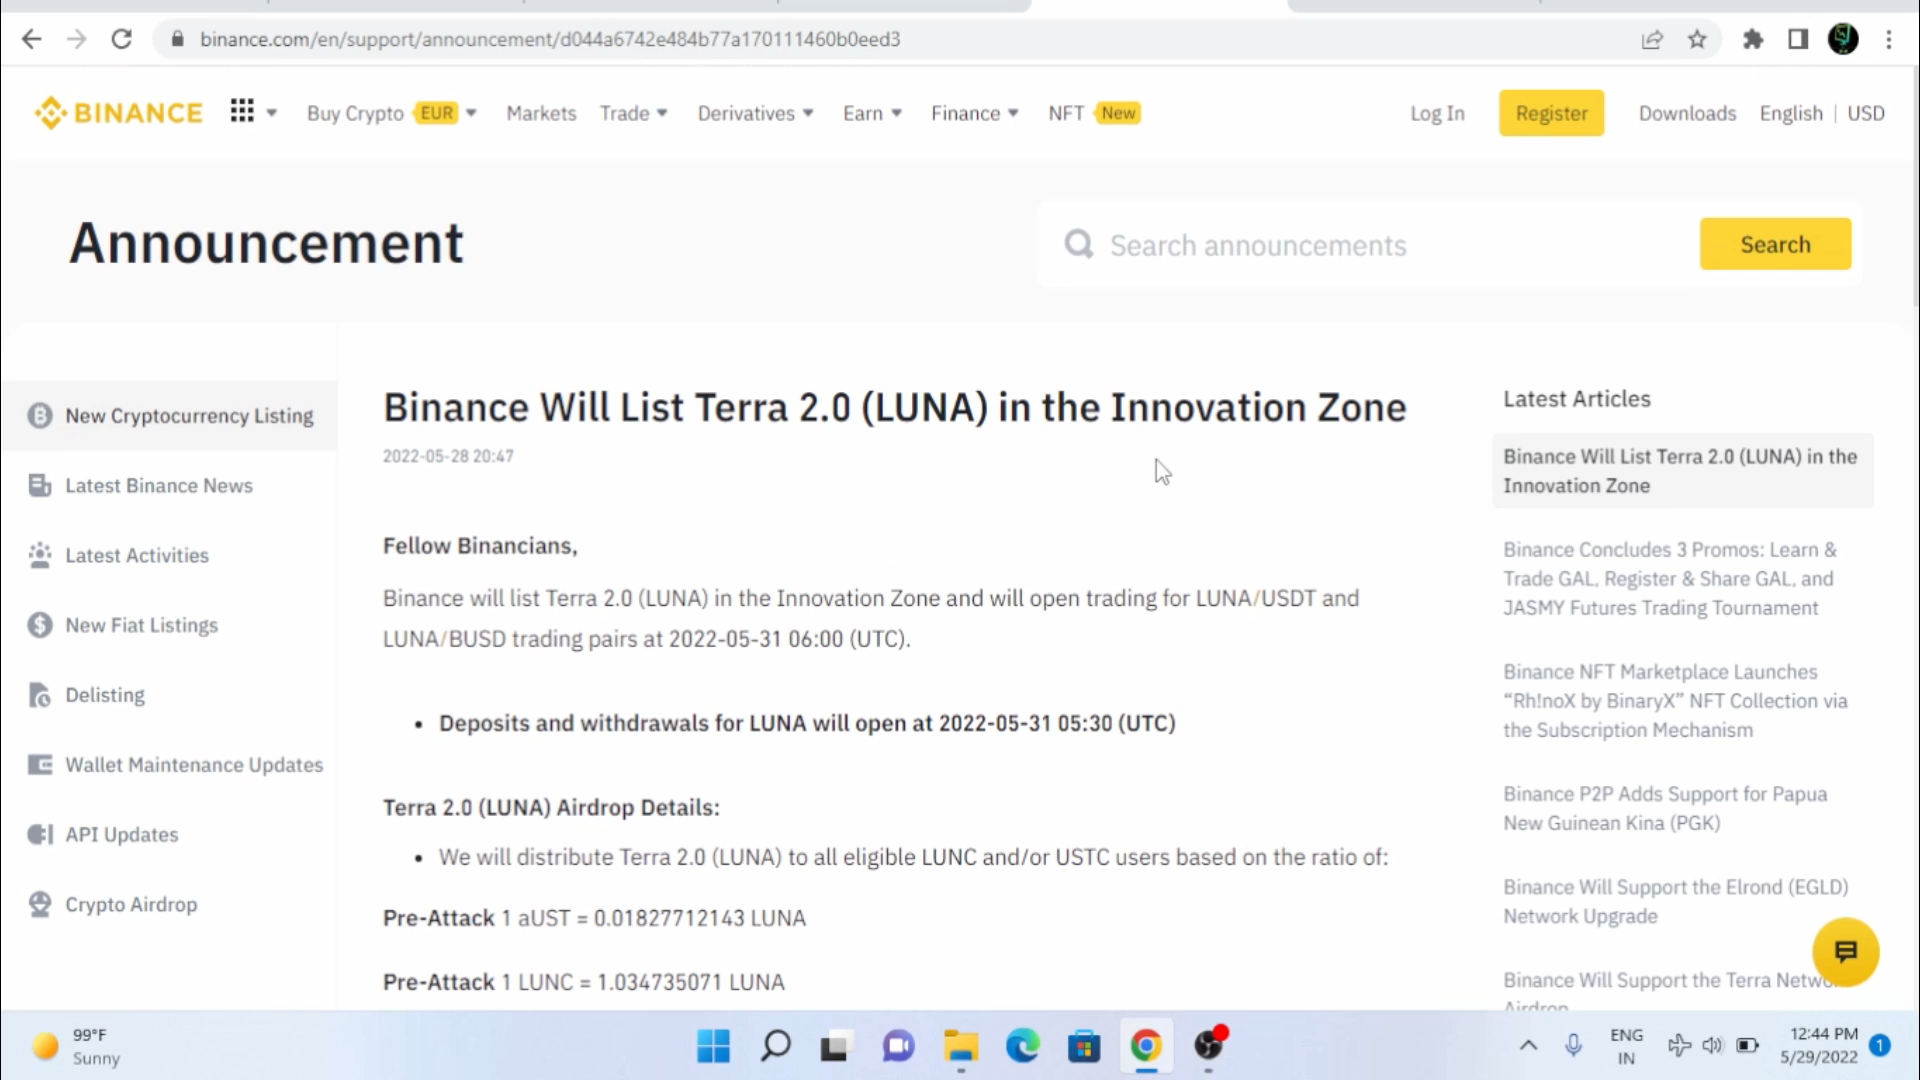 binance.com/en/support/announcement/d044a6742e484b77a170111460b0eed3
BINANCE
Buy Crypto EUR
Markets
Trade
Derivatives
Earn
Finance
NFT New
Log In
Register
Downloads
English | USD
Announcement
Search announcements
Search
New Cryptocurrency Listing
Latest Binance News
Latest Activities
New Fiat Listings
Delisting
Wallet Maintenance Updates
API Updates
Crypto Airdrop
Binance Will List Terra 2.0 (LUNA) in the Innovation Zone
2022-05-28 20:47
Fellow Binancians,
Binance will list Terra 2.0 (LUNA) in the Innovation Zone and will open trading for LUNA/USDT and
LUNA/BUSD trading pairs at 2022-05-31 06:00 (UTC).
• Deposits and withdrawals for LUNA will open at 2022-05-31 05:30 (UTC)
Terra 2.0 (LUNA) Airdrop Details:
• We will distribute Terra 2.0 (LUNA) to all eligible LUNC and/or USTC users based on the ratio of:
Pre-Attack 1 aUST = 0.01827712143 LUNA
Pre-Attack 1 LUNC = 1.034735071 LUNA
Latest Articles
Binance Will List Terra 2.0 (LUNA) in the
Innovation Zone
Binance Concludes 3 Promos: Learn &
Trade GAL, Register & Share GAL, and
JASMY Futures Trading Tournament
Binance NFT Marketplace Launches
“Rh!noX by BinaryX” NFT Collection via
the Subscription Mechanism
Binance P2P Adds Support for Papua
New Guinean Kina (PGK)
Binance Will Support the Elrond (EGLD)
Network Upgrade
Binance Will Support the Terra Netwo
Airdrop
99°F
Sunny
ENG
IN
12:44 PM
5/29/2022
1